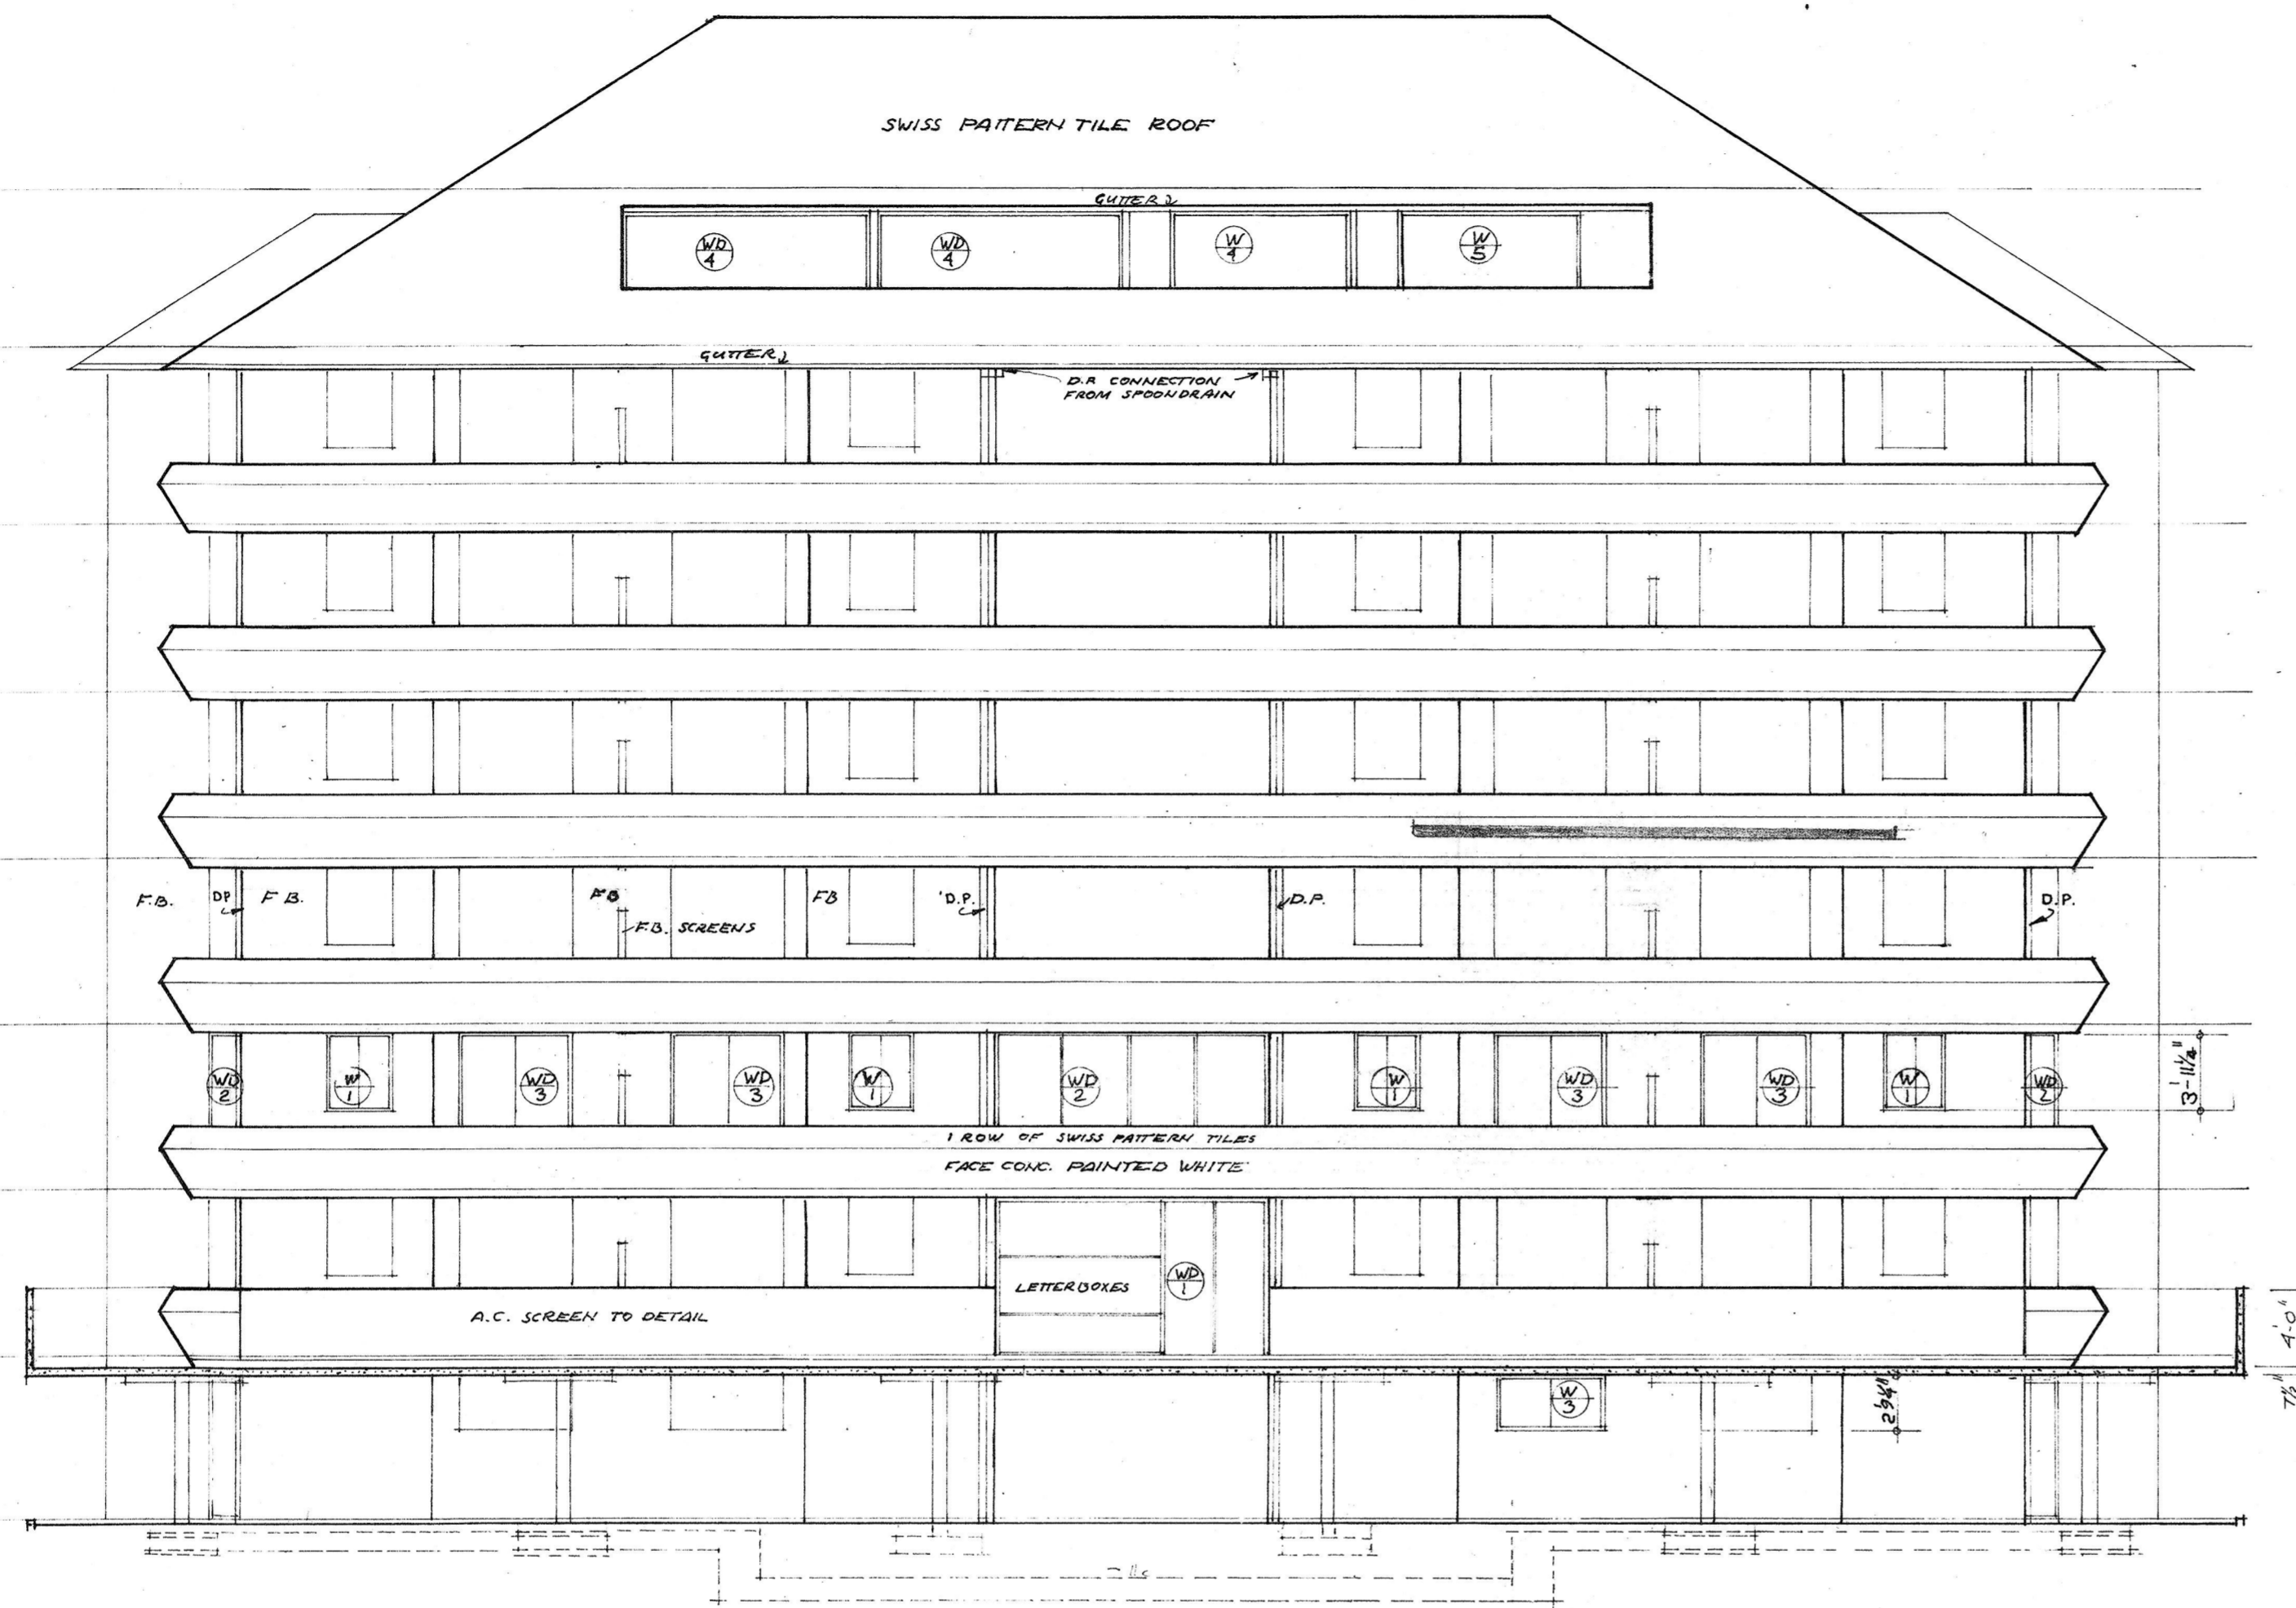 SWISS PATTERN TILE ROOF
GUTTER
WD
4
WD
4
W
4
W
5
GUTTER
D.P. CONNECTION
FROM SPOONDRAIN
F.B.
DP
F B.
F B
FB
D.P.
D.P.
D.P.
F.B. SCREENS
WD
2
W
1
WD
3
WD
3
W
1
WD
2
W
1
WD
3
WD
3
W
1
WD
2
3'-11¼"
1 ROW OF SWISS PATTERN TILES
FACE CONC. PAINTED WHITE
LETTERBOXES
WD
1
A.C. SCREEN TO DETAIL
4'-0"
W
3
7½"